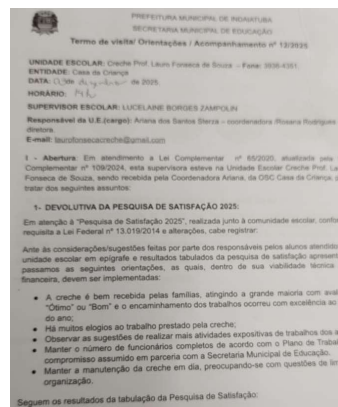 PREFEITURA MUNICIPAL DE INDAIATUBA
SECRETARIA MUNICIPAL DE EDUCAÇÃO
Termo de visita/ Orientações / Acompanhamento nº 12/2025
UNIDADE ESCOLAR: Creche Prof. Lauro Fonseca de Souza - Fone:
ENTIDADE: Casa da Criança
DATA: de de 2025.
HORÁRIO:
SUPERVISOR ESCOLAR: LUCELAINE BORGES ZAMPOLIN
Responsável da U.E.(cargo): Ariana dos Santos Sterza – coordenadora /Rosana Rodrigues
diretora.
E-mail: laurofonsecacreche@gmail.com
I - Abertura: Em atendimento a Lei Complementar nº 65/2020, atualizada pela
Complementar nº 109/2024, esta supervisora esteve na Unidade Escolar Creche Prof. La
Fonseca de Souza, sendo recebida pela Coordenadora Ariana, da OSC Casa da Criança,
tratar dos seguintes assuntos:
1- DEVOLUTIVA DA PESQUISA DE SATISFAÇÃO 2025:
Em atenção à "Pesquisa de Satisfação 2025", realizada junto à comunidade escolar, confo
requisita a Lei Federal nº 13.019/2014 e alterações, cabe registrar:
Ante às considerações/sugestões feitas por parte dos responsáveis pelos alunos atendido
unidade escolar em epígrafe e resultados tabulados da pesquisa de satisfação apresent
passamos as seguintes orientações, as quais, dentro de sua viabilidade técnica
financeira, devem ser implementadas:
• A creche é bem recebida pelas famílias, atingindo a grande maioria com aval
"Ótimo" ou "Bom" e o encaminhamento dos trabalhos ocorreu com excelência ao
do ano;
• Há muitos elogios ao trabalho prestado pela creche;
• Observar as sugestões de realizar mais atividades expositivas de trabalhos dos a
• Manter o número de funcionários completos de acordo com o Plano de Trabal
compromisso assumido em parceria com a Secretaria Municipal de Educação.
• Manter a manutenção da creche em dia, preocupando-se com questões de lim
organização.
Seguem os resultados da tabulação da Pesquisa de Satisfação: